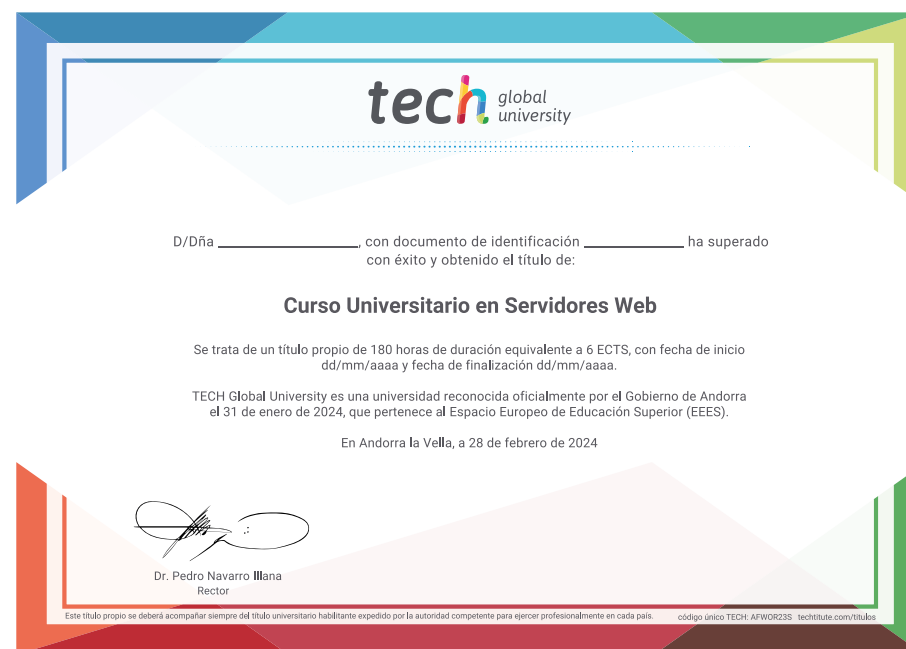 tech global university
D/Dña ____________________, con documento de identificación ______________ ha superado
con éxito y obtenido el título de:
Curso Universitario en Servidores Web
Se trata de un título propio de 180 horas de duración equivalente a 6 ECTS, con fecha de inicio
dd/mm/aaaa y fecha de finalización dd/mm/aaaa.
TECH Global University es una universidad reconocida oficialmente por el Gobierno de Andorra
el 31 de enero de 2024, que pertenece al Espacio Europeo de Educación Superior (EEES).
En Andorra la Vella, a 28 de febrero de 2024
Dr. Pedro Navarro Illana
Rector
Este título propio se deberá acompañar siempre del título universitario habilitante expedido por la autoridad competente para ejercer profesionalmente en cada país. código único TECH: AFWOR23S techtitute.com/titulos